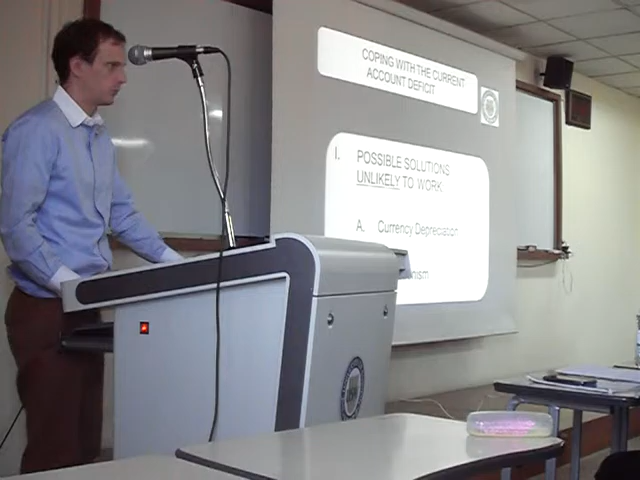 COPING WITH THE CURRENT
ACCOUNT DEFICIT
I. POSSIBLE SOLUTIONS
UNLIKELY TO WORK
A. Currency Depreciation